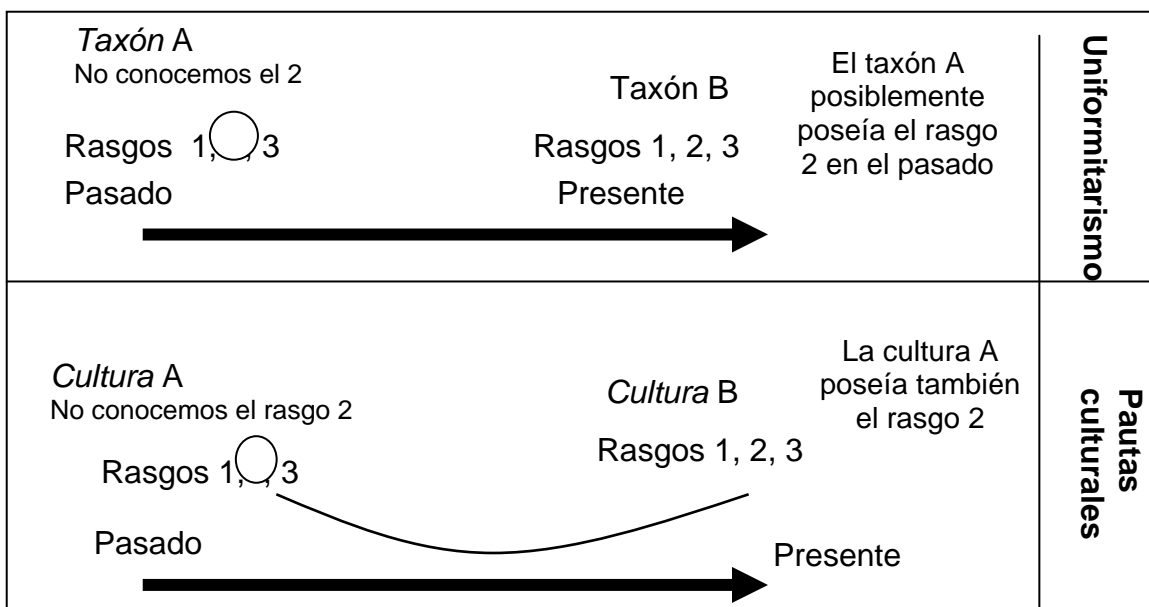 Taxón A
No conocemos el 2
Rasgos 1, , 3
Pasado
Taxón B
Rasgos 1, 2, 3
Presente
El taxón A
posiblemente
poseía el rasgo
2 en el pasado
Uniformitarismo
Cultura A
No conocemos el rasgo 2
Rasgos 1, , 3
Pasado
Cultura B
Rasgos 1, 2, 3
Presente
La cultura A
poseía también
el rasgo 2
Pautas
culturales